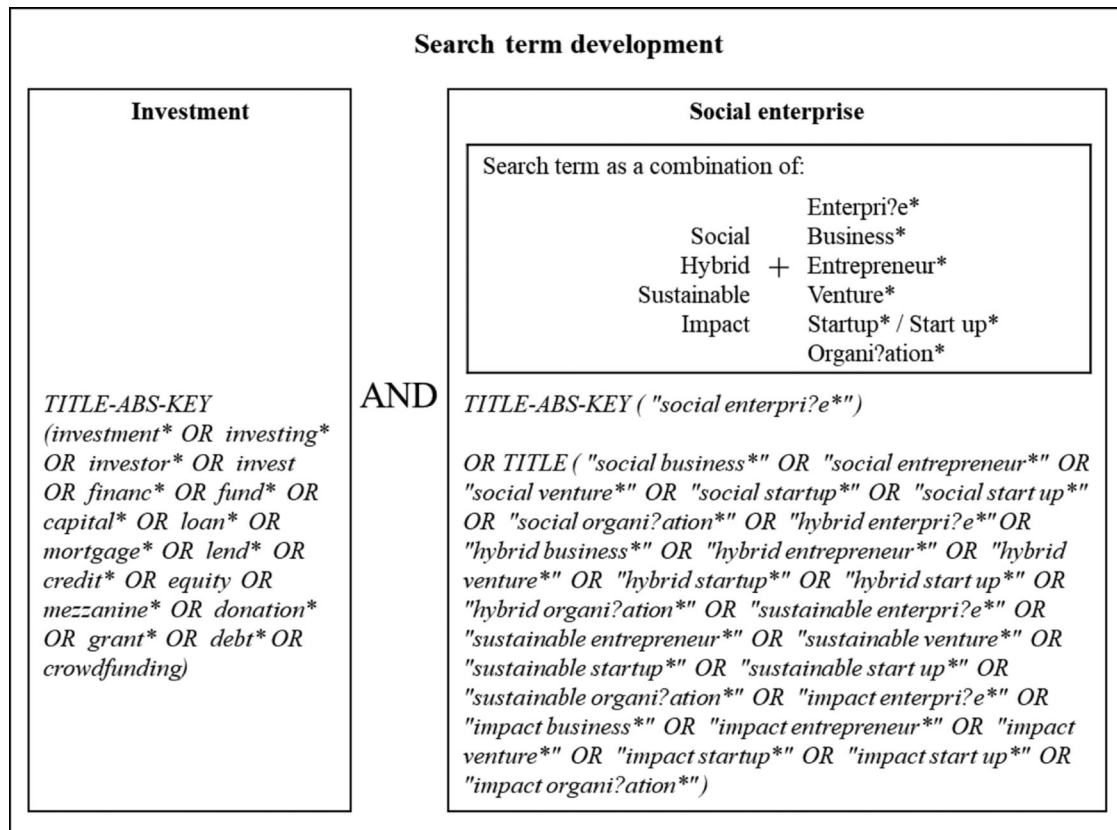 Search term development
Investment
TITLE-ABS-KEY
(investment* OR investing*
OR investor* OR invest
OR financ* OR fund* OR
capital* OR loan* OR
mortgage* OR lend* OR
credit* OR equity OR
mezzanine* OR donation*
OR grant* OR debt* OR
crowdfunding)
AND
Social enterprise
Search term as a combination of:
Social
Hybrid
Sustainable
Impact
+
Enterpri?e*
Business*
Entrepreneur*
Venture*
Startup* / Start up*
Organi?ation*
TITLE-ABS-KEY ( "social enterpri?e*")
OR TITLE ( "social business*" OR "social entrepreneur*" OR
"social venture*" OR "social startup*" OR "social start up*"
OR "social organi?ation*" OR "hybrid enterpri?e*"OR
"hybrid business*" OR "hybrid entrepreneur*" OR "hybrid
venture*" OR "hybrid startup*" OR "hybrid start up*" OR
"hybrid organi?ation*" OR "sustainable enterpri?e*" OR
"sustainable entrepreneur*" OR "sustainable venture*" OR
"sustainable startup*" OR "sustainable start up*" OR
"sustainable organi?ation*" OR "impact enterpri?e*" OR
"impact business*" OR "impact entrepreneur*" OR "impact
venture*" OR "impact startup*" OR "impact start up*" OR
"impact organi?ation*")